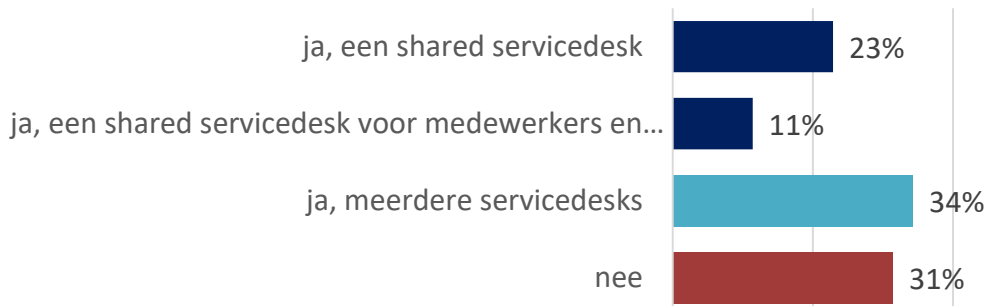 ja, een shared servicedesk 23%
ja, een shared servicedesk voor medewerkers en… 11%
ja, meerdere servicedesks 34%
nee 31%